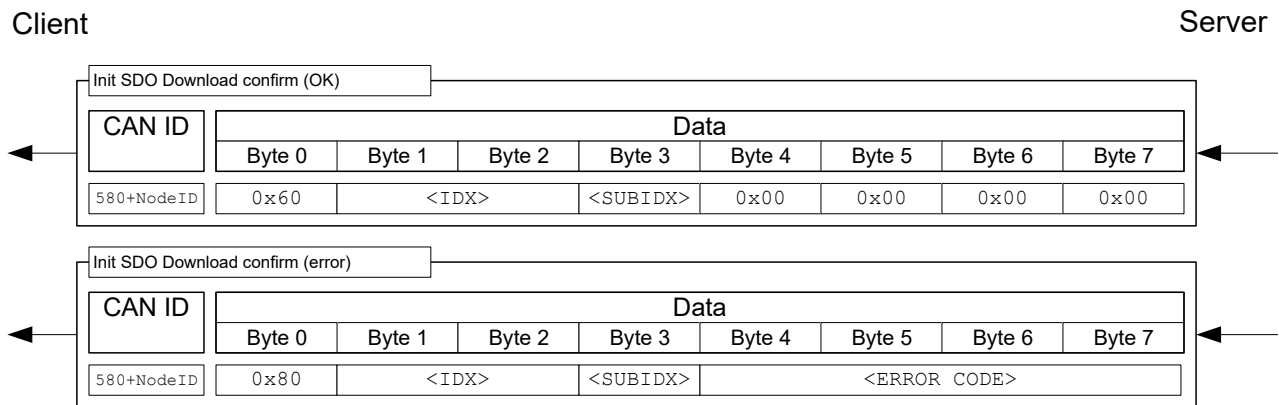 Client Server
Init SDO Download confirm (OK)
CAN ID Data
Byte 0 Byte 1 Byte 2 Byte 3 Byte 4 Byte 5 Byte 6 Byte 7
580+NodeID 0x60 <IDX> <SUBIDX> 0x00 0x00 0x00 0x00
Init SDO Download confirm (error)
CAN ID Data
Byte 0 Byte 1 Byte 2 Byte 3 Byte 4 Byte 5 Byte 6 Byte 7
580+NodeID 0x80 <IDX> <SUBIDX> <ERROR CODE>